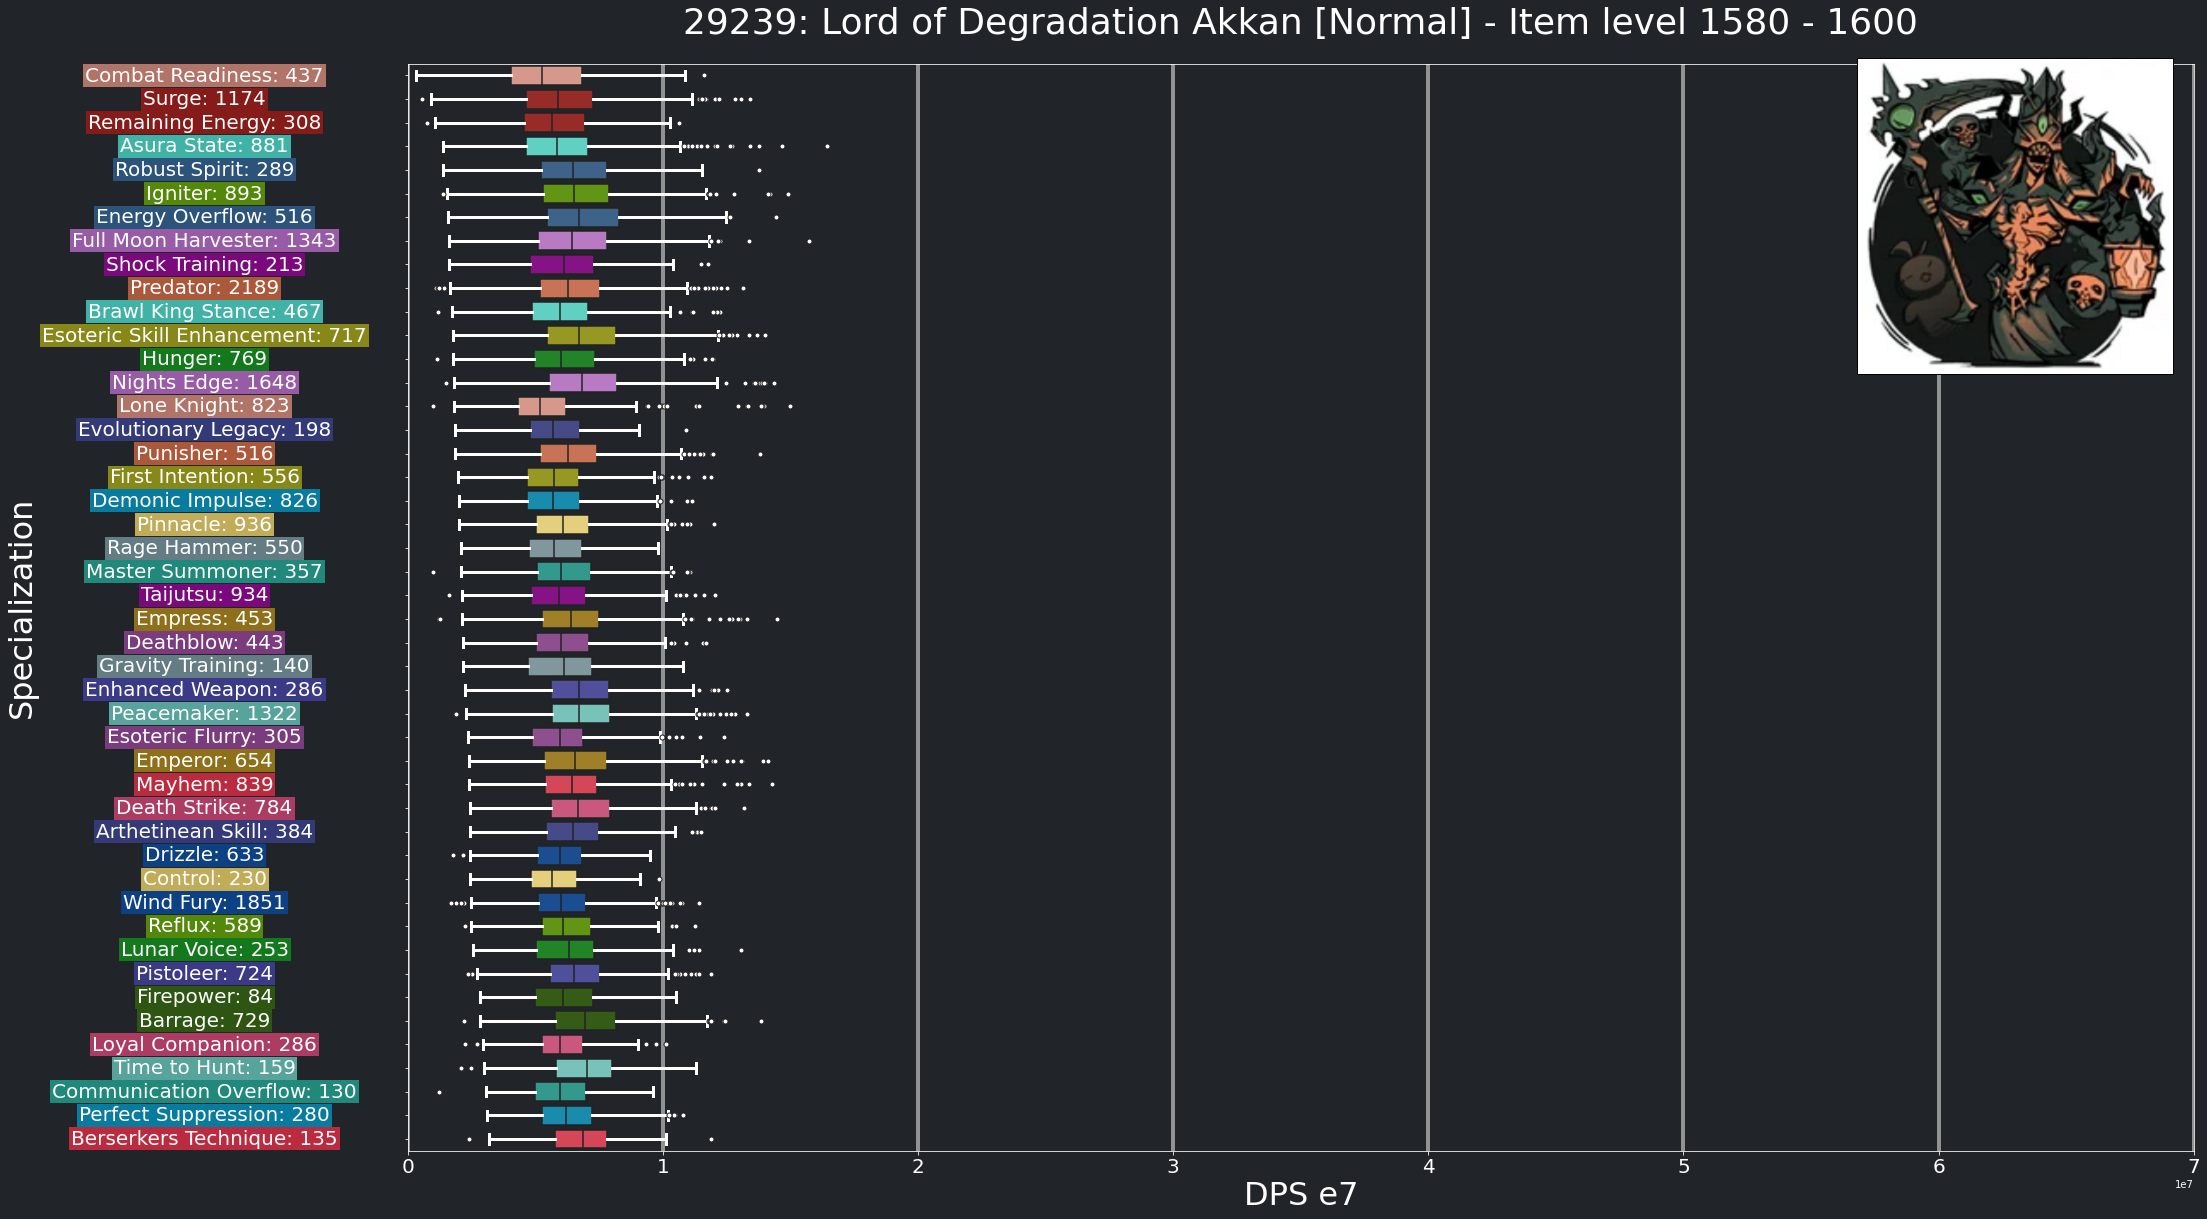 29239: Lord of Degradation Akkan [Normal] - Item level 1580 - 1600
Combat Readiness: 437
Surge: 1174
Remaining Energy: 308
Asura State: 881
Robust Spirit: 289
Igniter: 893
Energy Overflow: 516
Full Moon Harvester: 1343
Shock Training: 213
Predator: 2189
Brawl King Stance: 467
Esoteric Skill Enhancement: 717
Hunger: 769
Nights Edge: 1648
Lone Knight: 823
Evolutionary Legacy: 198
Punisher: 516
First Intention: 556
Demonic Impulse: 826
Pinnacle: 936
Rage Hammer: 550
Master Summoner: 357
Taijutsu: 934
Empress: 453
Deathblow: 443
Gravity Training: 140
Enhanced Weapon: 286
Peacemaker: 1322
Esoteric Flurry: 305
Emperor: 654
Mayhem: 839
Death Strike: 784
Arthetinean Skill: 384
Drizzle: 633
Control: 230
Wind Fury: 1851
Reflux: 589
Lunar Voice: 253
Pistoleer: 724
Firepower: 84
Barrage: 729
Loyal Companion: 286
Time to Hunt: 159
Communication Overflow: 130
Perfect Suppression: 280
Berserkers Technique: 135
Specialization
0 1 2 3 4 5 6 7
1e7
DPS e7